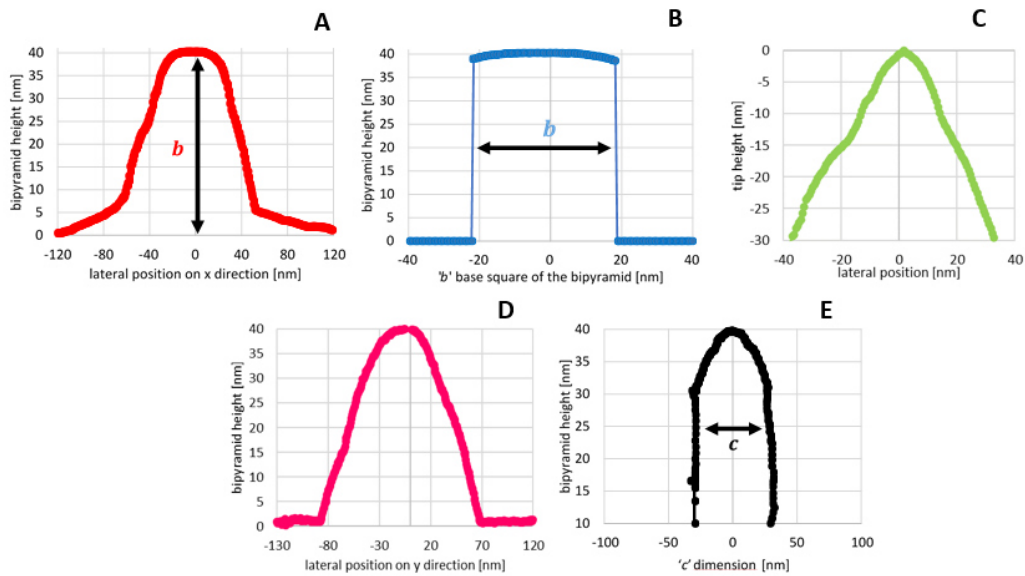 A
bipyramid height [nm]
40
35
30
25
20
15
10
5
0
b
-120 -80 -40 0 40 80 120
lateral position on x direction [nm]
B
bipyramid height [nm]
40
35
30
25
20
15
10
5
0
b
-40 -20 0 20 40
'b' base square of the bipyramid [nm]
C
tip height [nm]
0
-5
-10
-15
-20
-25
-30
-40 -20 0 20 40
lateral position [nm]
D
bipyramid height [nm]
40
35
30
25
20
15
10
5
0
-130 -80 -30 20 70 120
lateral position on y direction [nm]
E
bipyramid height [nm]
40
35
30
25
20
15
10
c
-100 -50 0 50 100
'c' dimension [nm]